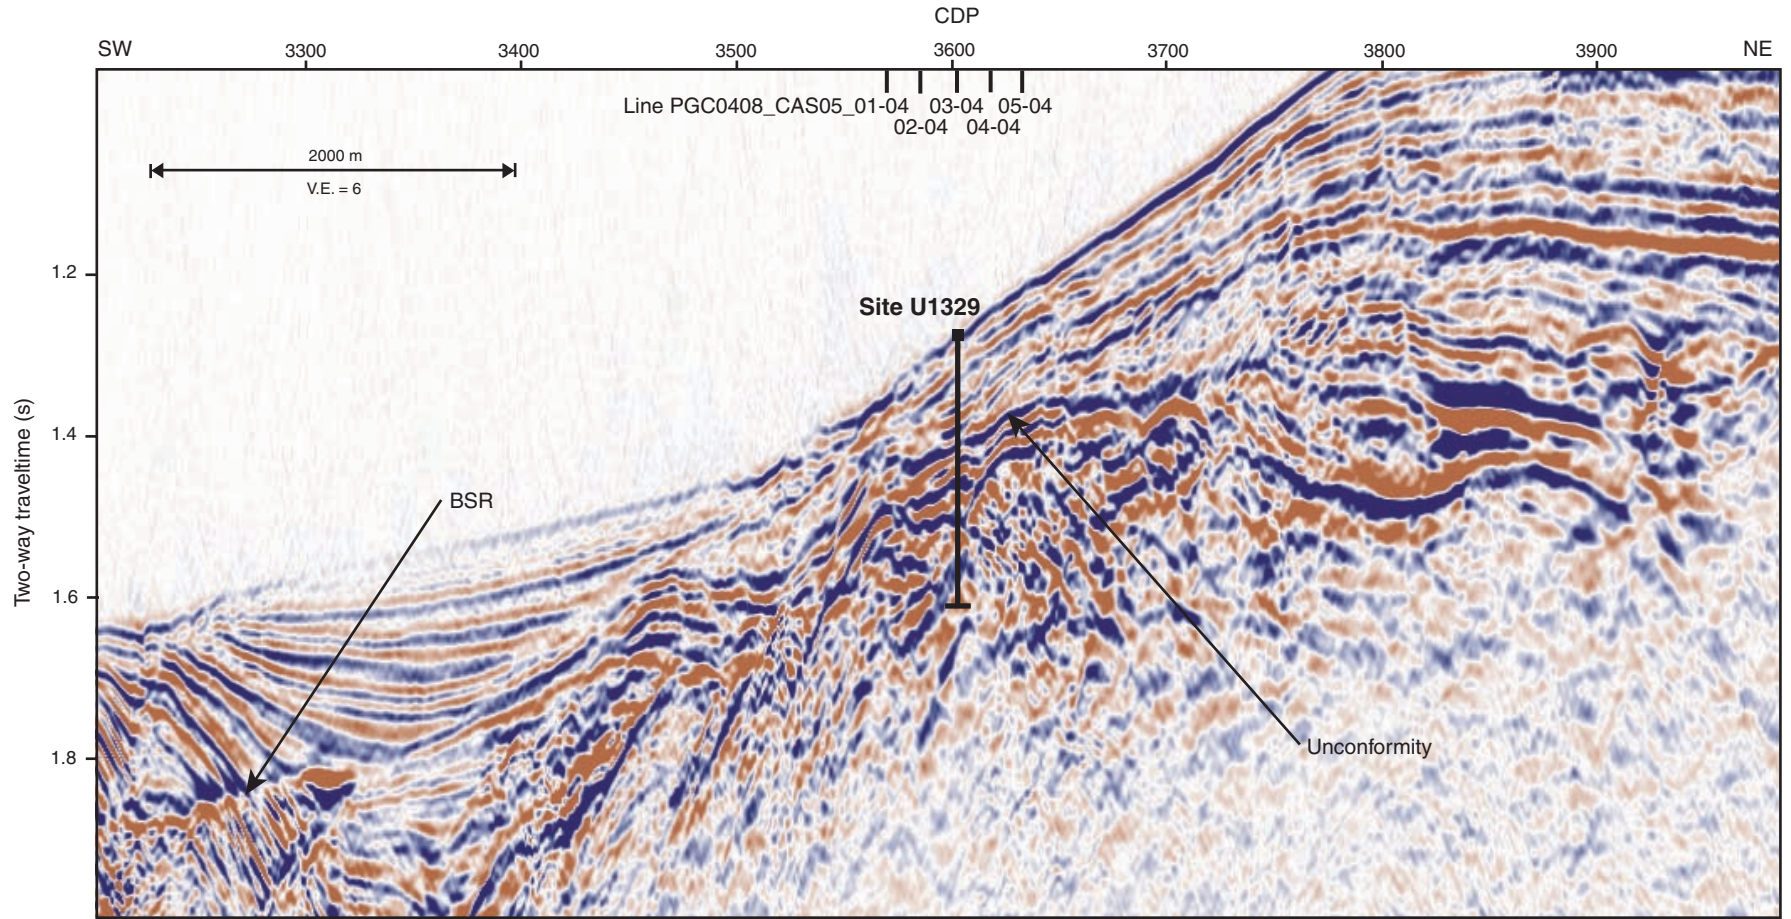 CDP
SW 3300 3400 3500 3600 3700 3800 3900 NE
Line PGC0408_CAS05_01-04 03-04 05-04
02-04 04-04
2000 m
V.E. = 6
1.2
Site U1329
Two-way traveltime (s)
1.4
BSR
1.6
Unconformity
1.8